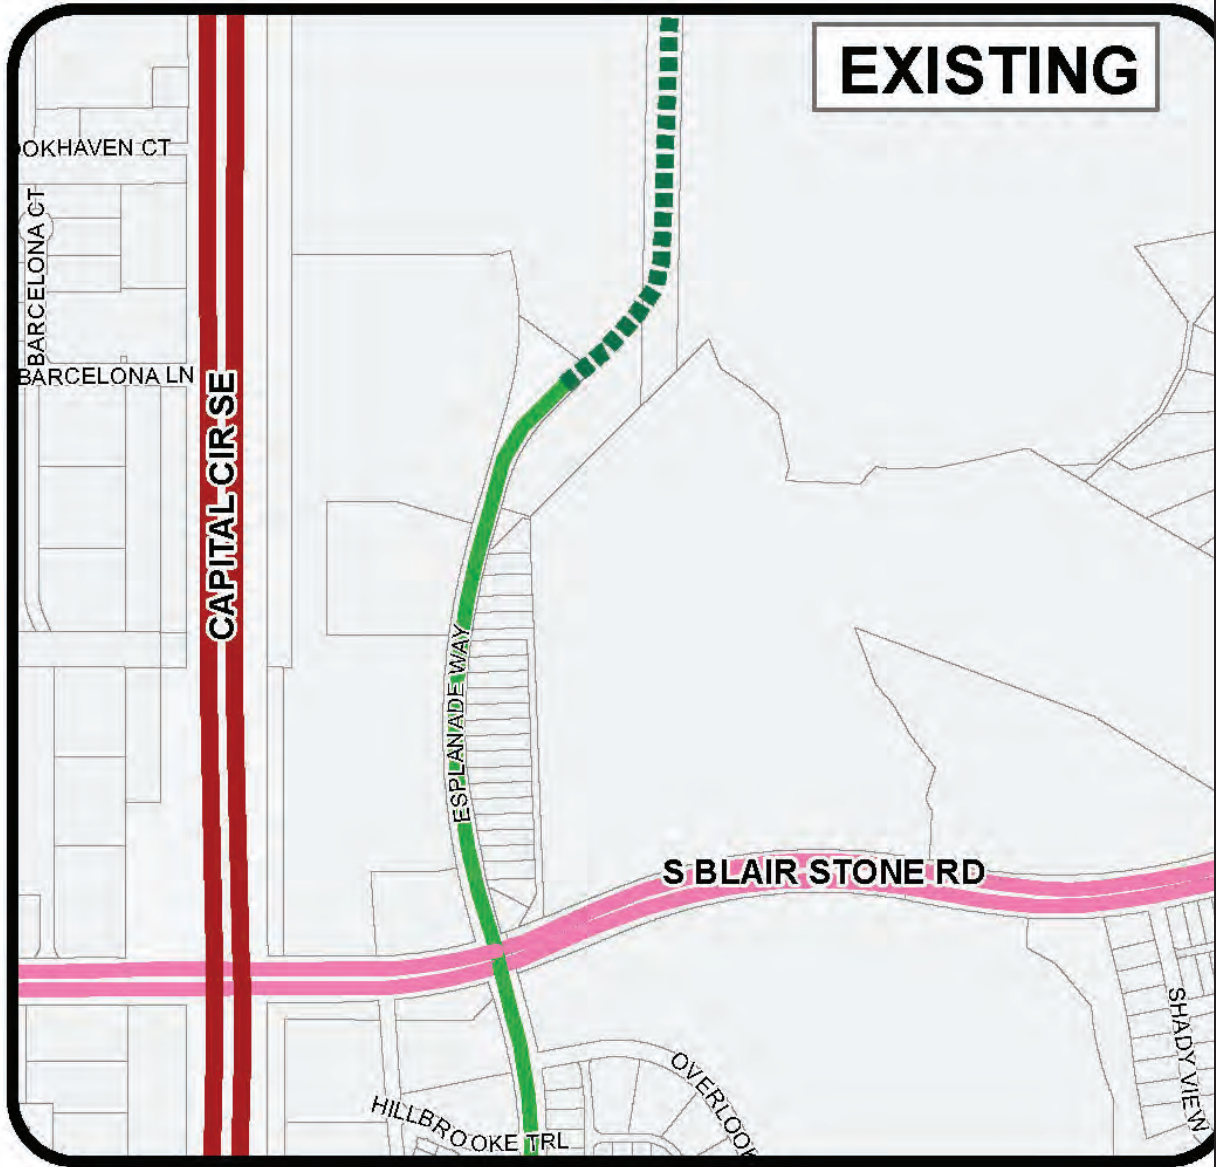 EXISTING
OKHAVEN CT
BARCELONA CT
BARCELONA LN
CAPITAL CIR SE
ESPLANADE WAY
S BLAIR STONE RD
SHADY VIEW
OVERLOOK
HILLBROOKE TRL